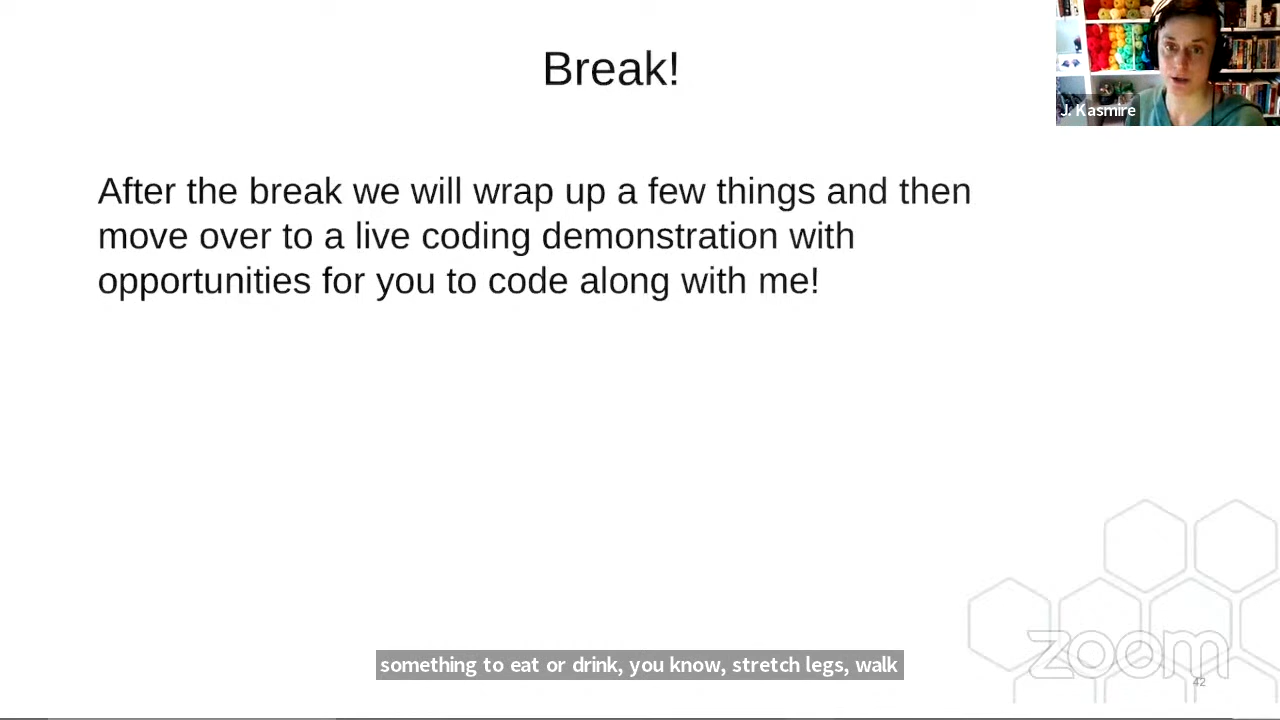 Break!
J. Kasmire
After the break we will wrap up a few things and then
move over to a live coding demonstration with
opportunities for you to code along with me!
something to eat or drink, you know, stretch legs, walk
zoom
42